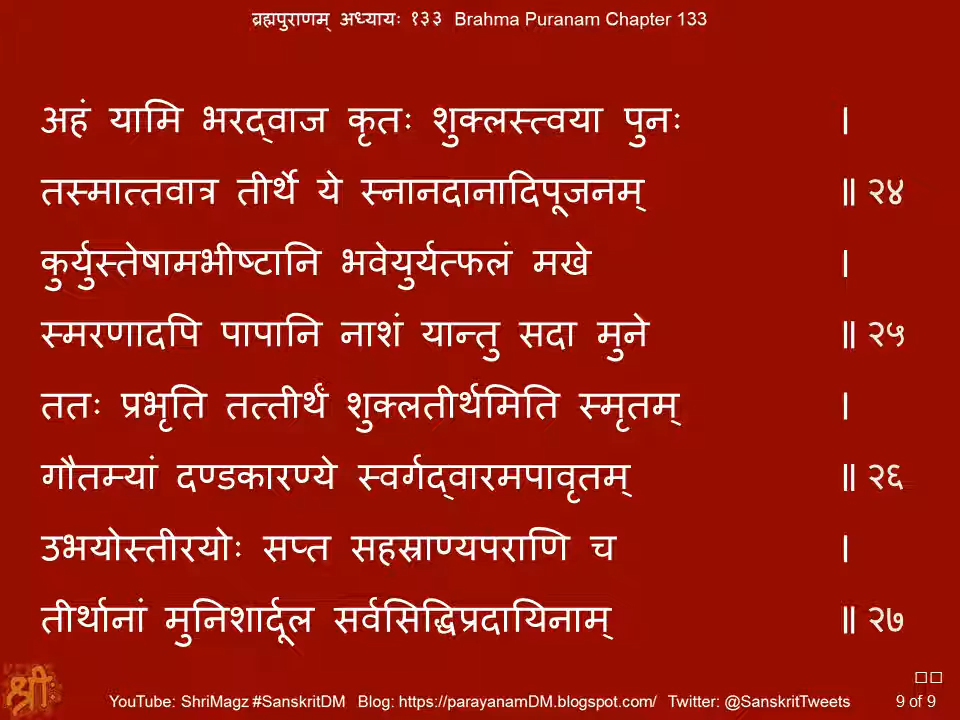 ब्रह्मपुराणम् अध्यायः १३३ Brahma Puranam Chapter 133
अहं यामि भरद्वाज कृतः शुक्लस्त्वया पुनः ।
तस्मात्तवात्र तीर्थे ये स्नानदानादिपूजनम् ॥ २४
कुर्युस्तेषामभीष्टानि भवेयुर्यत्फलं मखे ।
स्मरणादपि पापानि नाशं यान्तु सदा मुने ॥ २५
ततः प्रभृति तत्तीर्थं शुक्लतीर्थमिति स्मृतम् ।
गौतम्यां दण्डकारण्ये स्वर्गद्वारमपावृतम् ॥ २६
उभयोस्तीरयोः सप्त सहस्राण्यपराणि च ।
तीर्थानां मुनिशार्दूल सर्वसिद्धिप्रदायिनाम् ॥ २७
श्रीः
YouTube: ShriMagz #SanskritDM Blog: https://parayanamDM.blogspot.com/ Twitter: @SanskritTweets 9 of 9